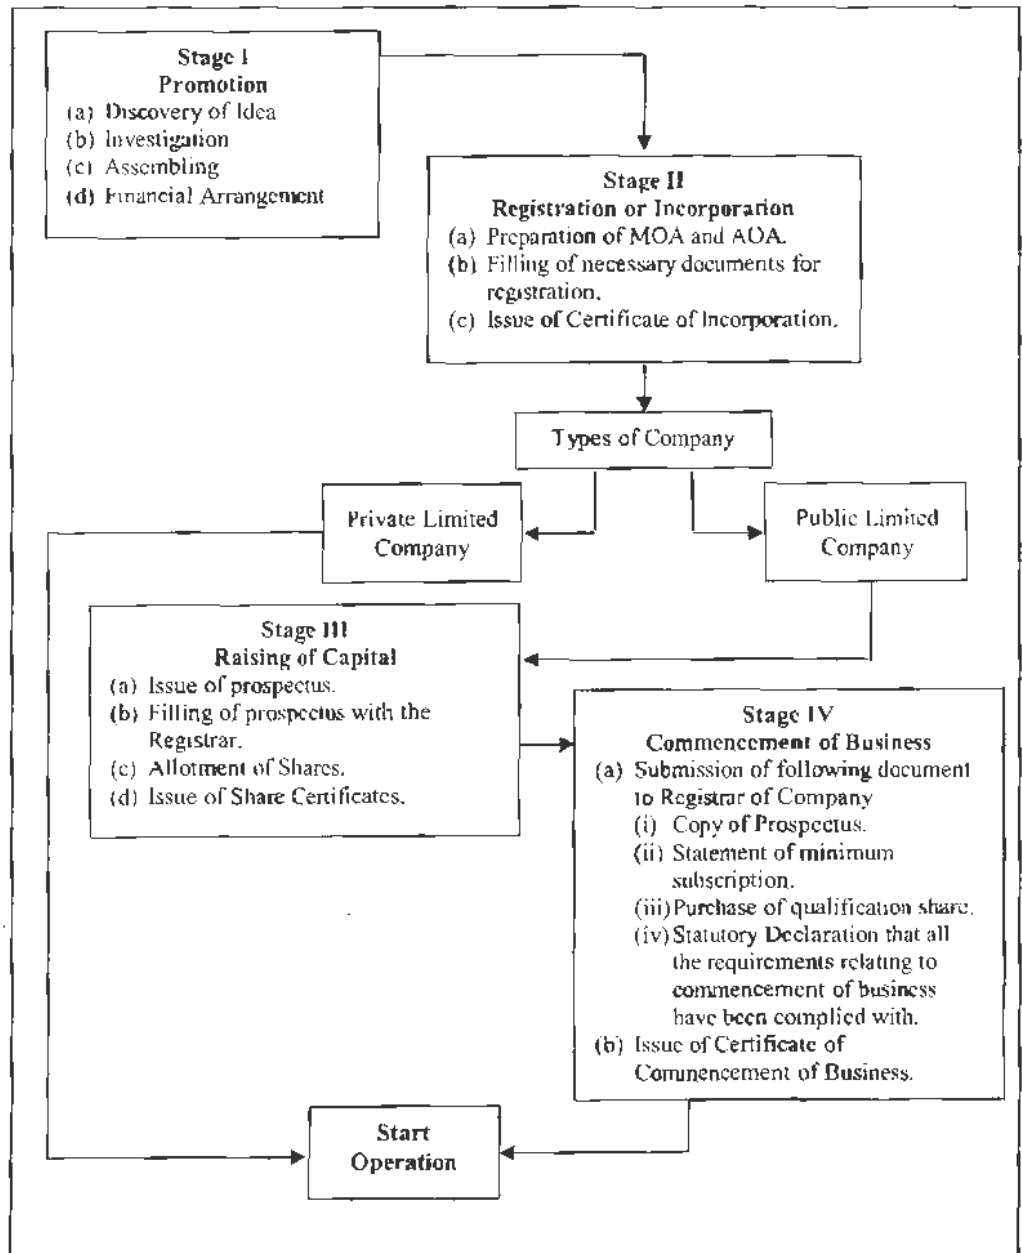 Stage I
Promotion
(a) Discovery of Idea
(b) Investigation
(c) Assembling
(d) Financial Arrangement
Stage II
Registration or Incorporation
(a) Preparation of MOA and AOA.
(b) Filling of necessary documents for
registration.
(c) Issue of Certificate of Incorporation.
Types of Company
Private Limited
Company
Public Limited
Company
Stage III
Raising of Capital
(a) Issue of prospectus.
(b) Filling of prospectus with the
Registrar.
(c) Allotment of Shares.
(d) Issue of Share Certificates.
Stage IV
Commencement of Business
(a) Submission of following document
to Registrar of Company
(i) Copy of Prospectus.
(ii) Statement of minimum
subscription.
(iii) Purchase of qualification share.
(iv) Statutory Declaration that all
the requirements relating to
commencement of business
have been complied with.
(b) Issue of Certificate of
Commencement of Business.
Start
Operation